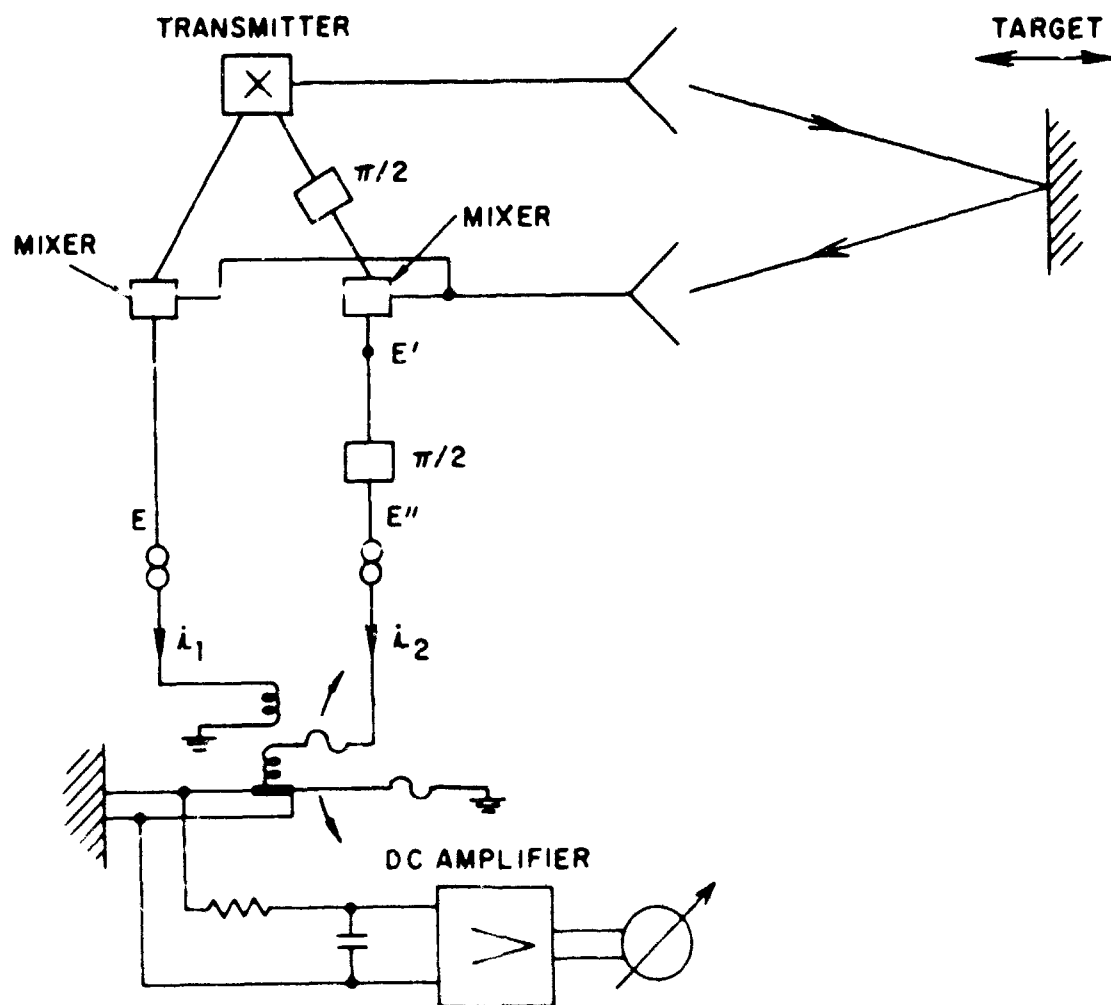 TRANSMITTER
TARGET
π/2
MIXER
MIXER
E'
π/2
E
E"
i1
i2
DC AMPLIFIER